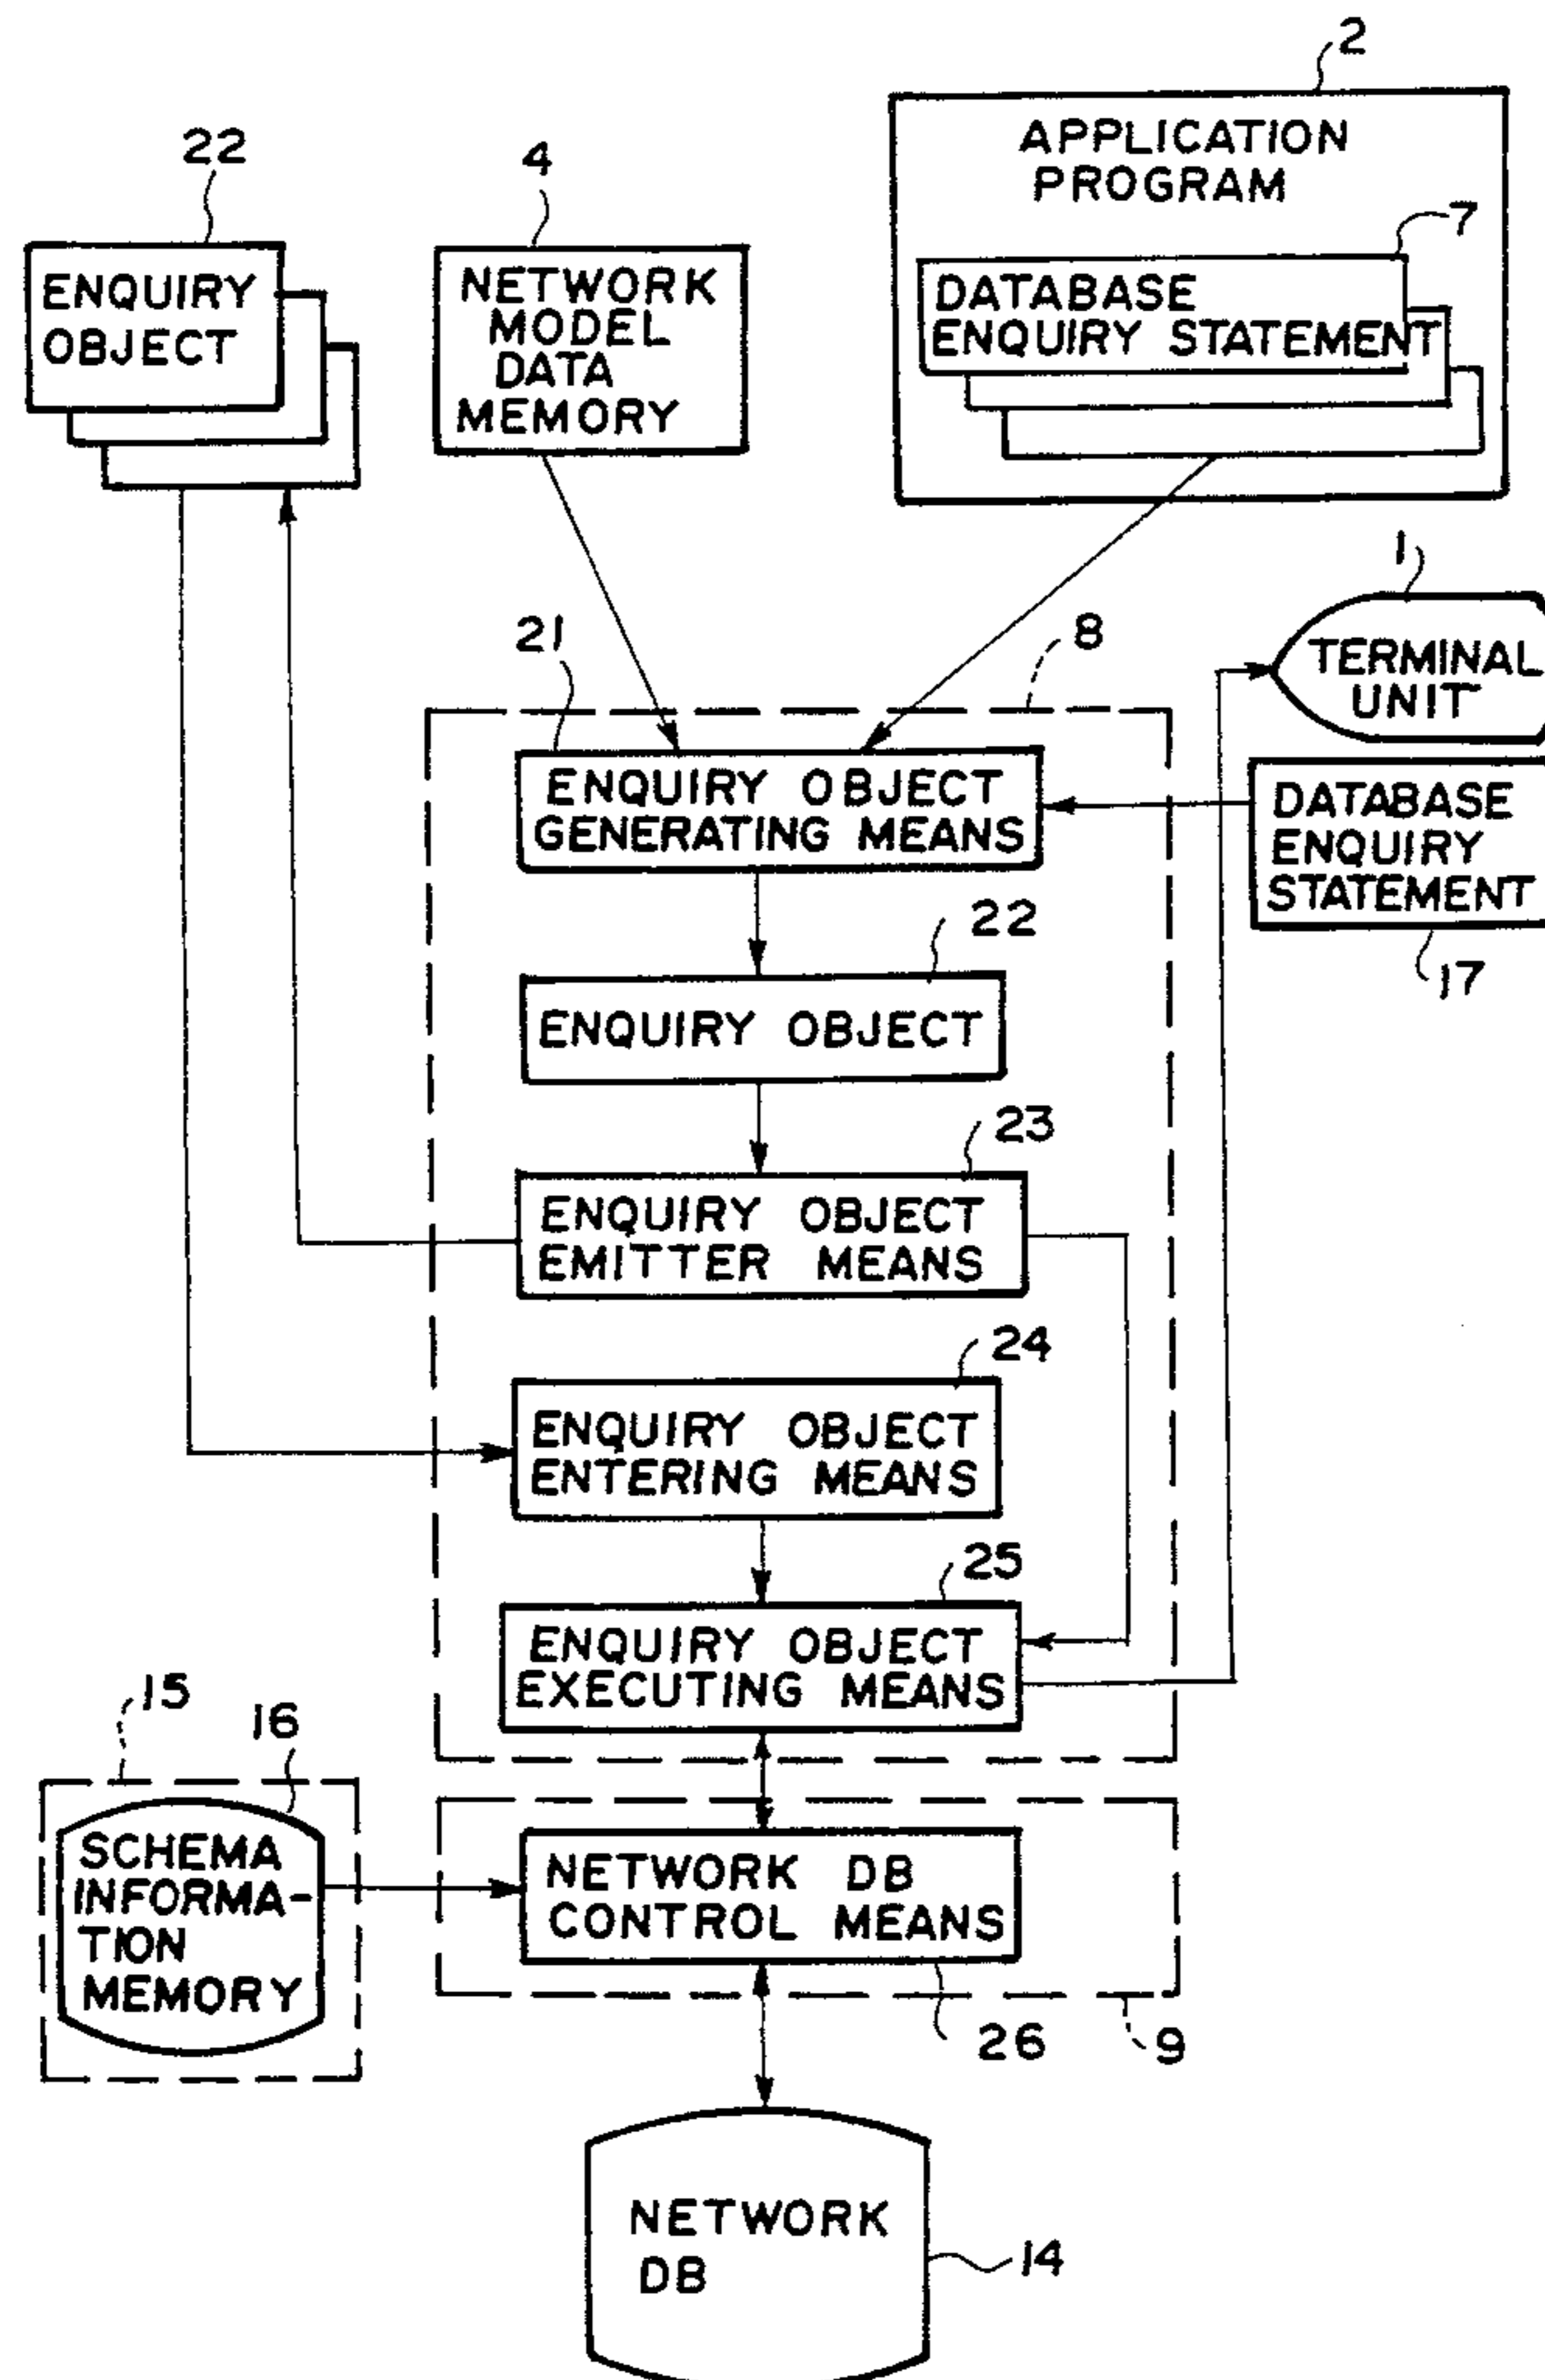 2
APPLICATION
PROGRAM
22
4
7
ENQUIRY
OBJECT
NETWORK
MODEL
DATA
MEMORY
DATABASE
ENQUIRY STATEMENT
1
TERMINAL
UNIT
21
8
ENQUIRY OBJECT
GENERATING MEANS
DATABASE
ENQUIRY
STATEMENT
17
22
ENQUIRY OBJECT
23
ENQUIRY OBJECT
EMITTER MEANS
24
ENQUIRY OBJECT
ENTERING MEANS
25
ENQUIRY OBJECT
EXECUTING MEANS
15
16
SCHEMA
INFORMA-
TION
MEMORY
NETWORK DB
CONTROL MEANS
26
9
NETWORK
DB
14